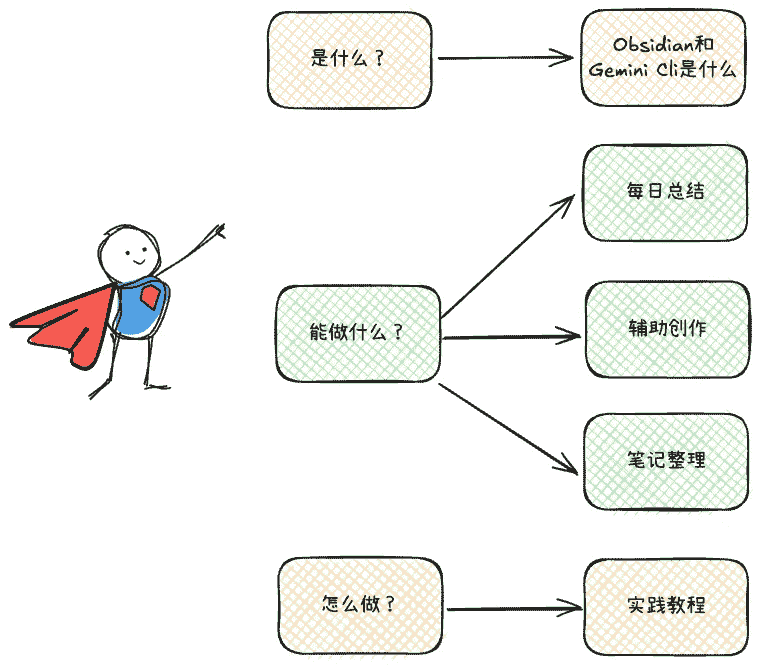 是什么？
Obsidian和
Gemini Cli是什么
每日总结
能做什么？
辅助创作
笔记整理
怎么做？
实践教程